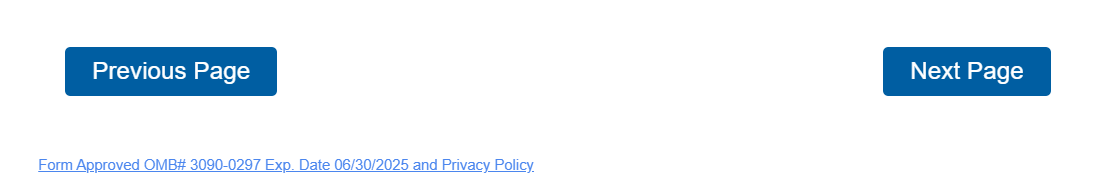 Previous Page
Next Page
Form Approved OMB# 3090-0297 Exp. Date 06/30/2025 and Privacy Policy